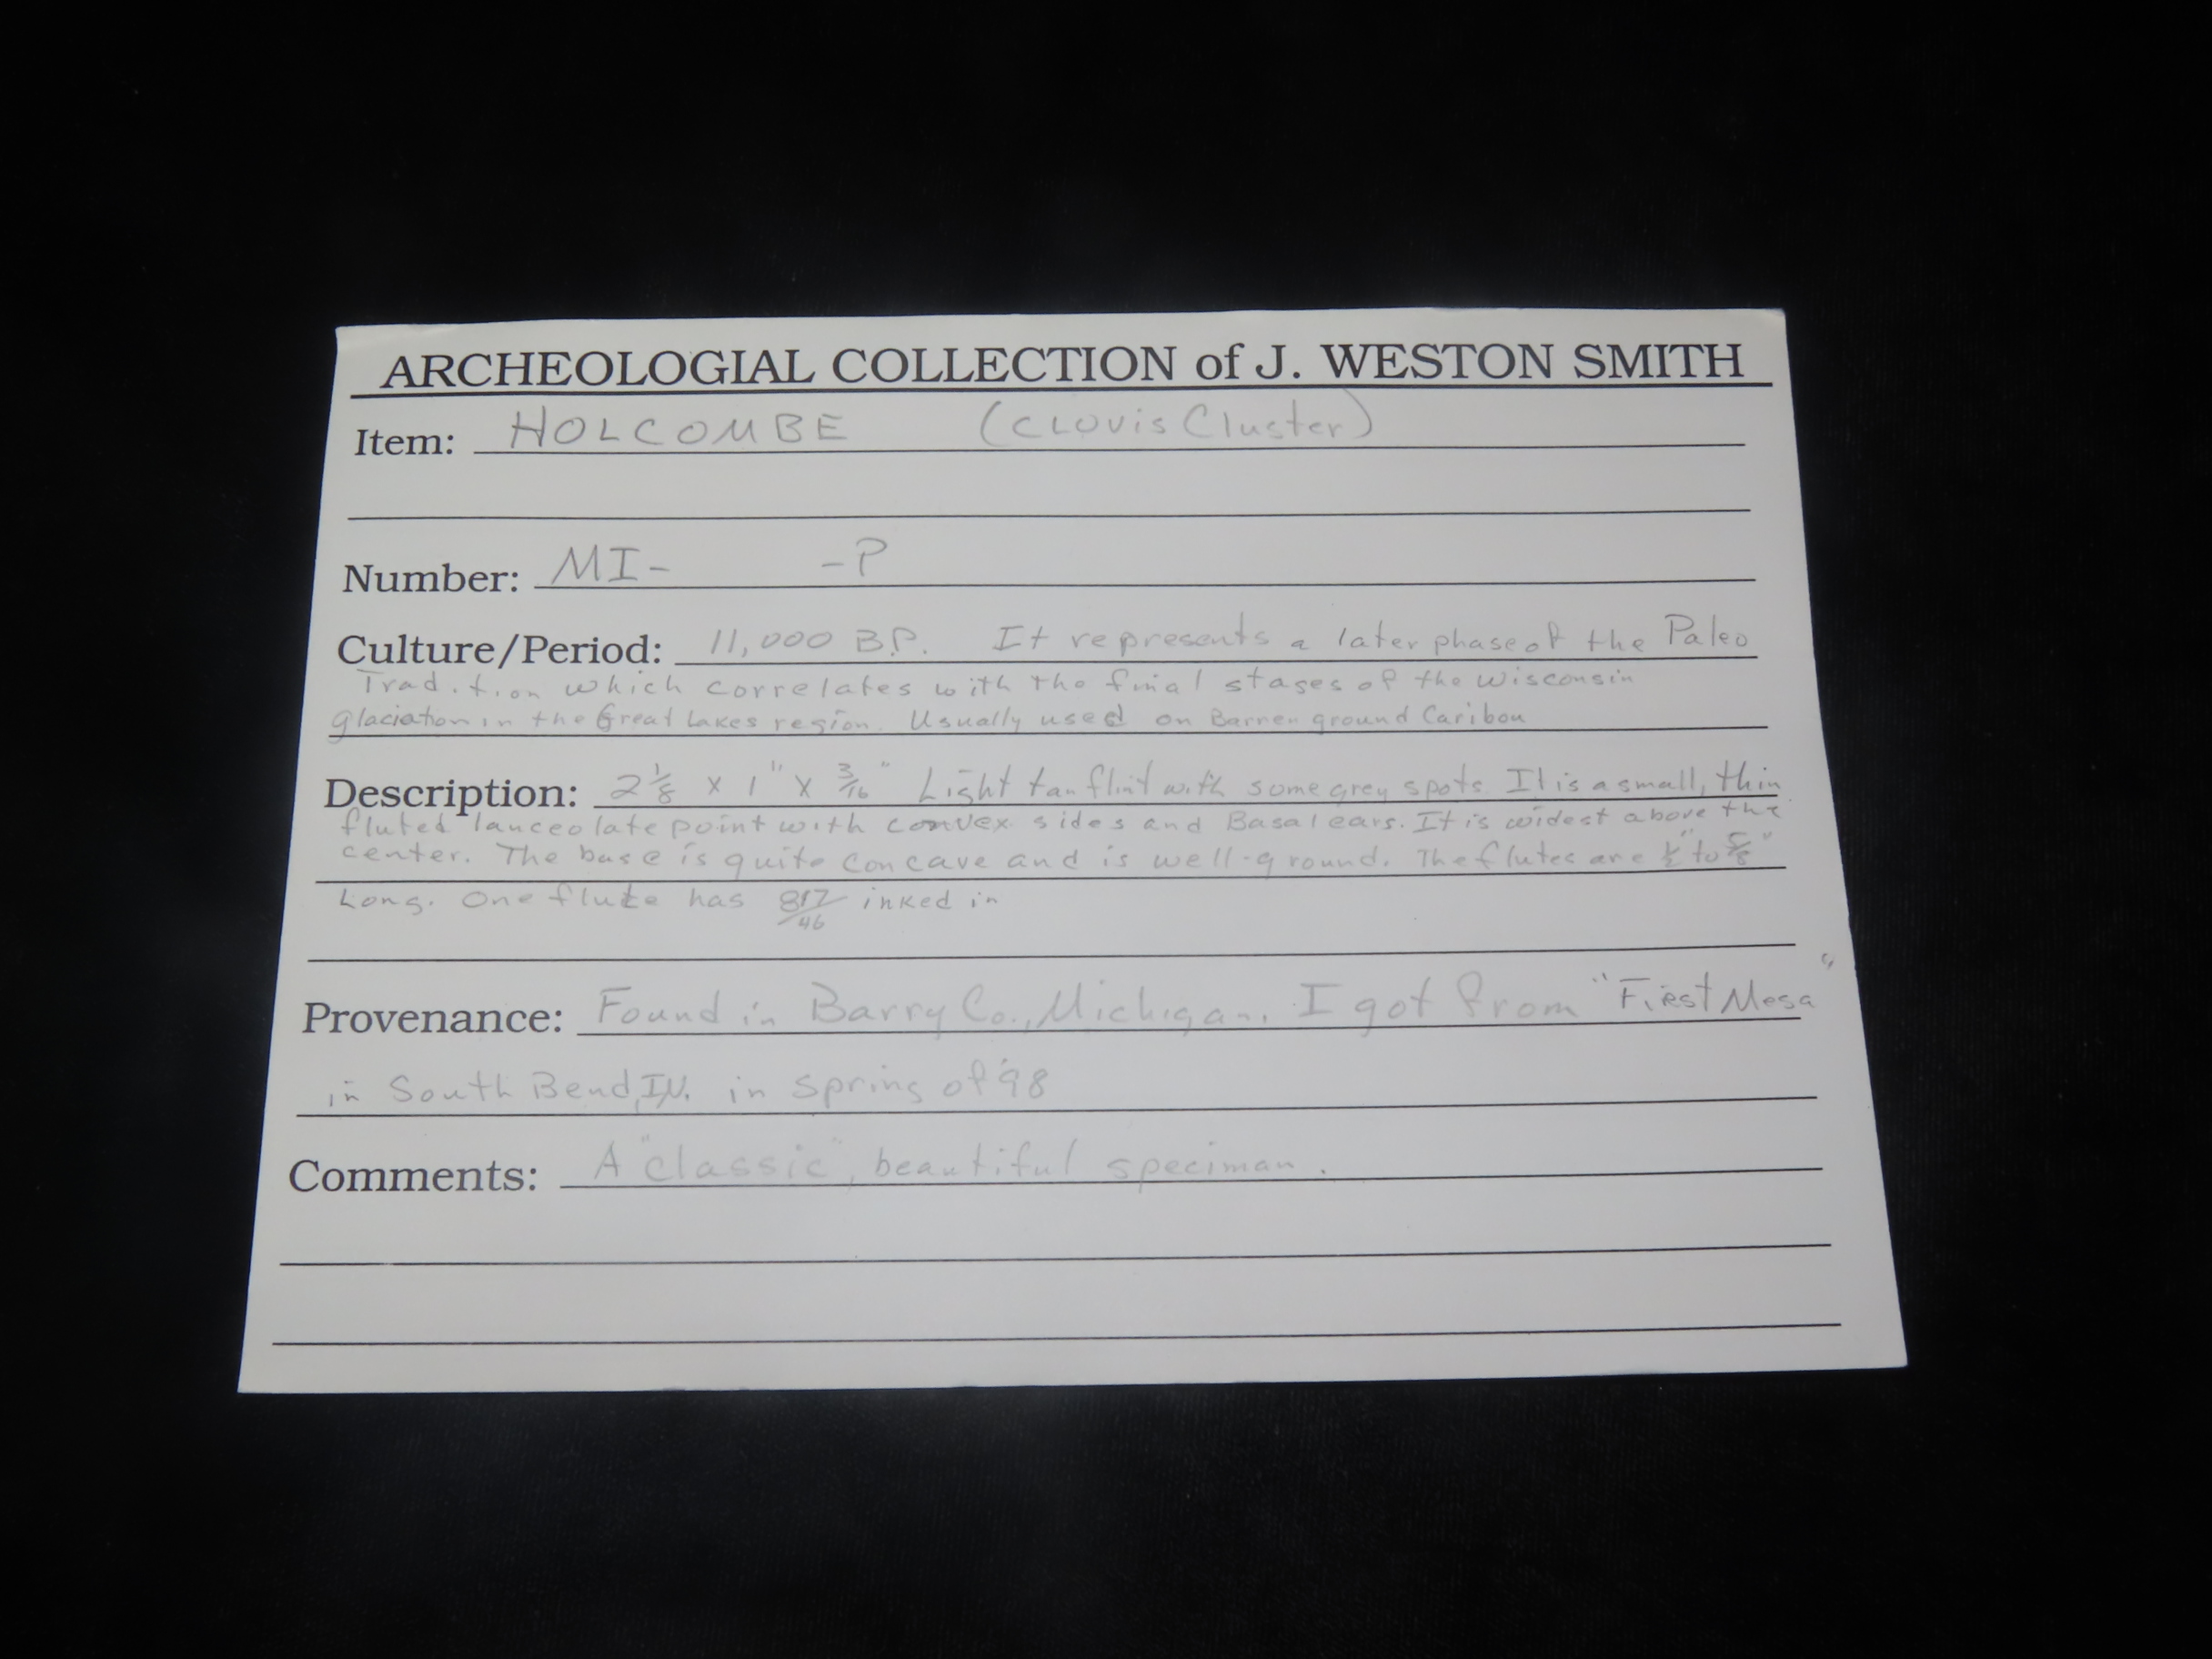 ARCHEOLOGIAL COLLECTION of J. WESTON SMITH
Item: HOLCOMBE (CLOVIS Cluster)
Number: MI- -P
Culture/Period: 11,000 B.P. It represents a later phase of the Paleo
Tradition which correlates with the final stages of the Wisconsin
glaciation in the Great Lakes region. Usually used on Barren ground Caribou
Description: 2 1/8 x 1" x 3/16" Light tan flint with some grey spots. It is a small, thin
fluted lanceolate point with convex sides and Basal ears. It is widest above the
center. The base is quite concave and is well-ground. The flutes are 1/2" to 5/8"
Long. One flute has 817/46 inked in
Provenance: Found in Barry Co., Michigan. I got from "First Mesa"
in South Bend, IN. in spring of '98
Comments: A "classic", beautiful speciman.